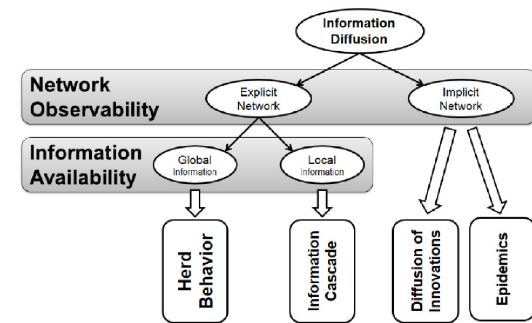 Information
Diffusion
Network
Observability
Explicit
Network
Implicit
Network
Information
Availability
Global
Information
Local
Information
Herd
Behavior
Information
Cascade
Diffusion of
Innovations
Epidemics